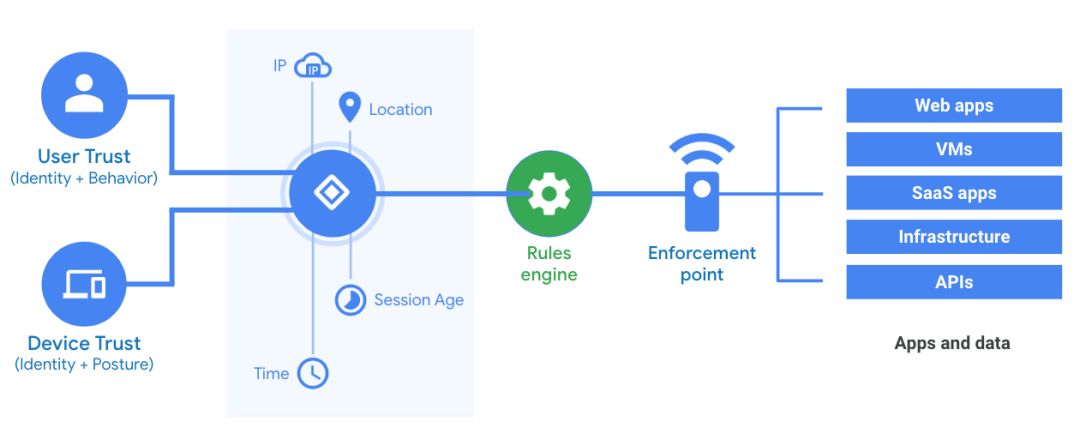 User Trust
(Identity + Behavior)
Device Trust
(Identity + Posture)
IP
IP
Location
Session Age
Time
Rules
engine
Enforcement
point
Web apps
VMs
SaaS apps
Infrastructure
APIs
Apps and data